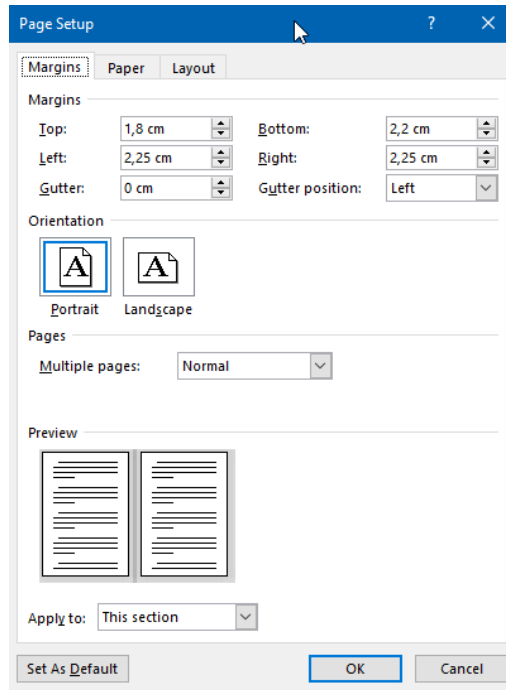 Page Setup ? ×
Margins Paper Layout
Margins
Top: 1,8 cm Bottom: 2,2 cm
Left: 2,25 cm Right: 2,25 cm
Gutter: 0 cm Gutter position: Left
Orientation
A A
Portrait Landscape
Pages
Multiple pages: Normal
Preview
Apply to: This section
Set As Default OK Cancel